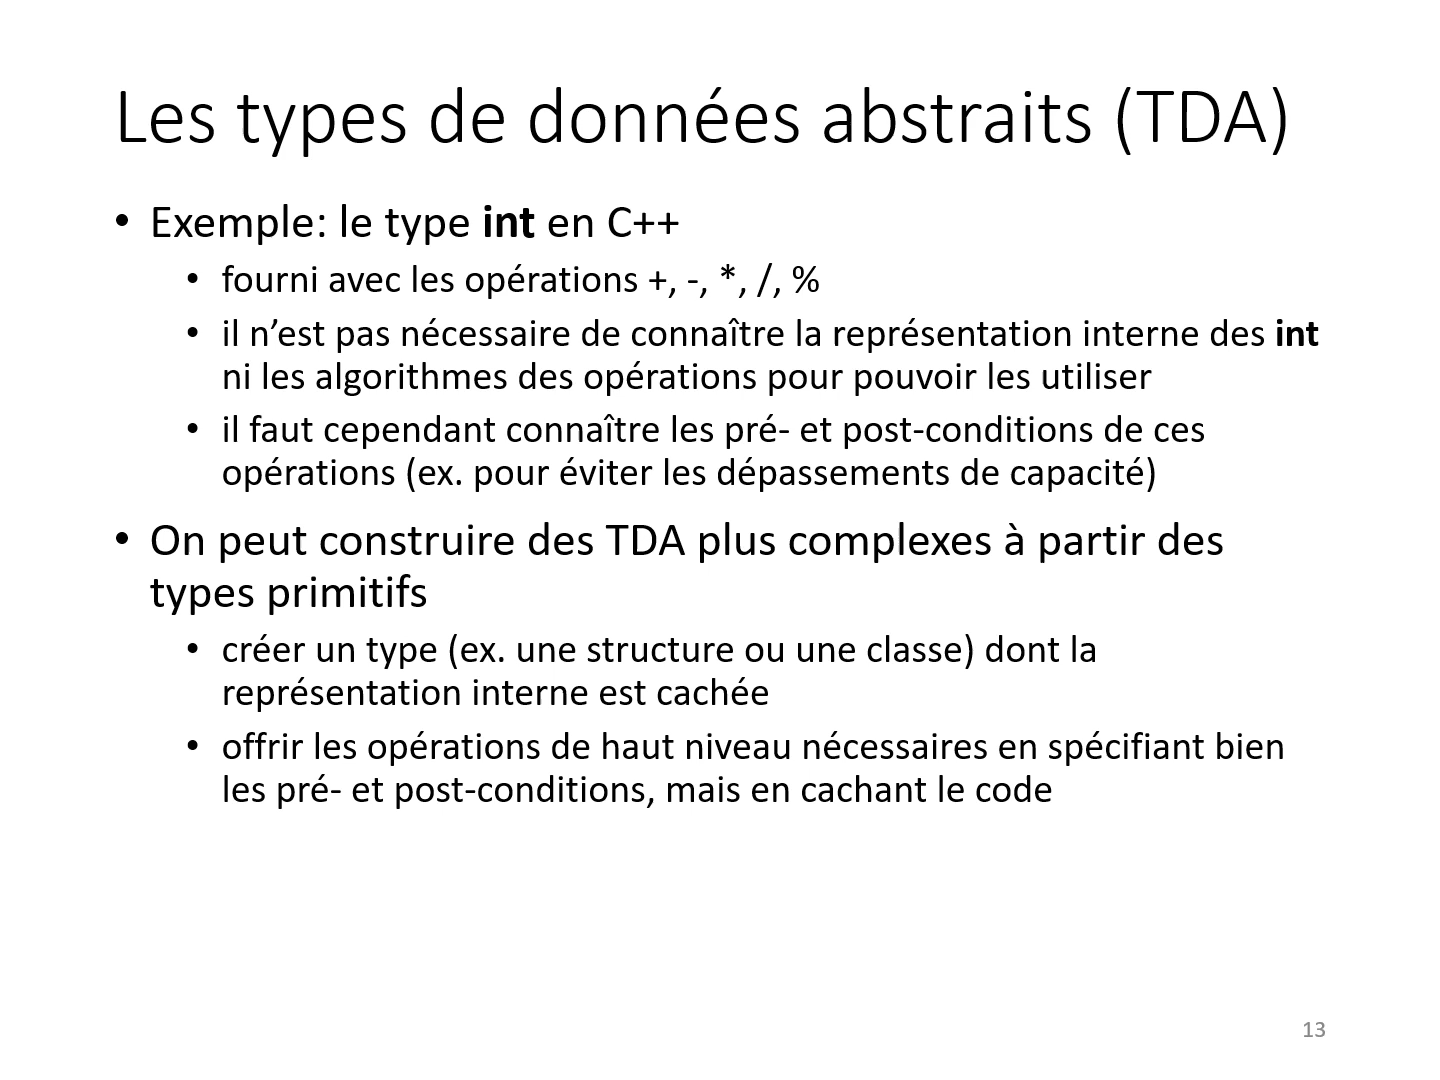 Les types de données abstraits (TDA)
• Exemple: le type int en C++
• fourni avec les opérations +, -, *, /, %
• il n’est pas nécessaire de connaître la représentation interne des int
ni les algorithmes des opérations pour pouvoir les utiliser
• il faut cependant connaître les pré- et post-conditions de ces
opérations (ex. pour éviter les dépassements de capacité)
• On peut construire des TDA plus complexes à partir des
types primitifs
• créer un type (ex. une structure ou une classe) dont la
représentation interne est cachée
• offrir les opérations de haut niveau nécessaires en spécifiant bien
les pré- et post-conditions, mais en cachant le code
13